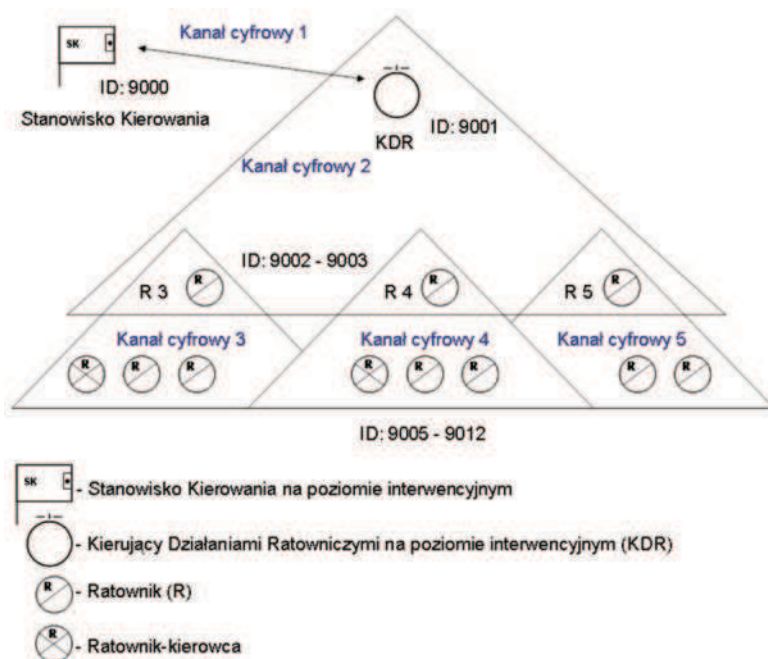 Kanał cyfrowy 1
SK
ID: 9000
Stanowisko Kierowania
ID: 9001
KDR
Kanał cyfrowy 2
ID: 9002 - 9003
R 3 R
R 4 R
R 5 R
Kanał cyfrowy 3
Kanał cyfrowy 4
Kanał cyfrowy 5
R R R
R R R
R R
ID: 9005 - 9012
SK - Stanowisko Kierowania na poziomie interwencyjnym
- Kierujący Działaniami Ratowniczymi na poziomie interwencyjnym (KDR)
R - Ratownik (R)
R - Ratownik-kierowca